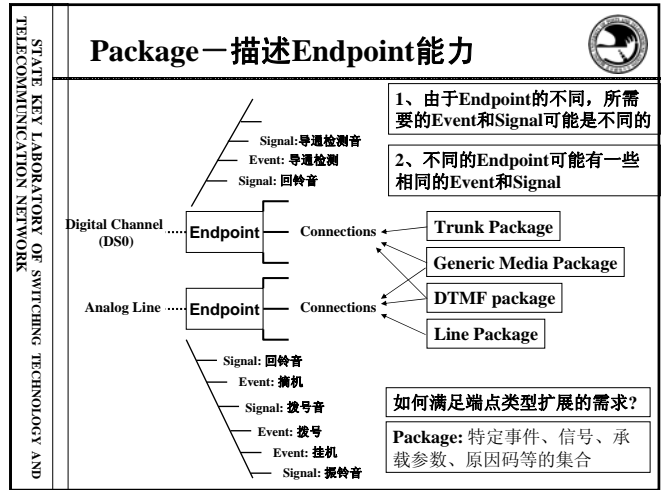 Package－描述Endpoint能力
STATE KEY LABORATORY OF SWITCHING TECHNOLOGY AND
TELECOMMUNICATION NETWORK
1、由于Endpoint的不同，所需
要的Event和Signal可能是不同的
2、不同的Endpoint可能有一些
相同的Event和Signal
Signal:导通检测音
Event: 导通检测
Signal: 回铃音
Digital Channel
(DS0)
Endpoint
Connections
Trunk Package
Generic Media Package
DTMF package
Line Package
Analog Line
Endpoint
Connections
Signal: 回铃音
Event: 摘机
Signal: 拨号音
Event: 拨号
Event: 挂机
Signal: 振铃音
如何满足端点类型扩展的需求?
Package: 特定事件、信号、承
载参数、原因码等的集合